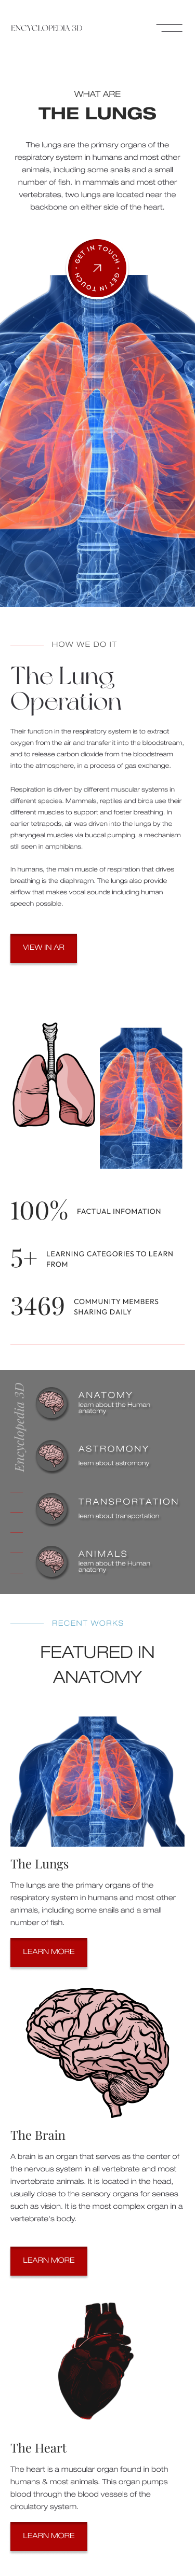 ENCYCLOPEDIA 3D
WHAT ARE
THE LUNGS
The lungs are the primary organs of the
respiratory system in humans and most other
animals, including some snails and a small
number of fish. In mammals and most other
vertebrates, two lungs are located near the
backbone on either side of the heart.
GET IN TOUCH • GET IN TOUCH •
HOW WE DO IT
The Lung
Operation
Their function in the respiratory system is to extract
oxygen from the air and transfer it into the bloodstream,
and to release carbon dioxide from the bloodstream
into the atmosphere, in a process of gas exchange.
Respiration is driven by different muscular systems in
different species. Mammals, reptiles and birds use their
different muscles to support and foster breathing. In
earlier tetrapods, air was driven into the lungs by the
pharyngeal muscles via buccal pumping, a mechanism
still seen in amphibians.
In humans, the main muscle of respiration that drives
breathing is the diaphragm. The lungs also provide
airflow that makes vocal sounds including human
speech possible.
VIEW IN AR
100% FACTUAL INFOMATION
5+ LEARNING CATEGORIES TO LEARN
FROM
3469 COMMUNITY MEMBERS
SHARING DAILY
Encyclopedia 3D
ANATOMY
learn about the Human
anatomy
ASTROMONY
learn about astromony
TRANSPORTATION
learn about transportation
ANIMALS
learn about the Human
anatomy
RECENT WORKS
FEATURED IN
ANATOMY
The Lungs
The lungs are the primary organs of the
respiratory system in humans and most other
animals, including some snails and a small
number of fish.
LEARN MORE
The Brain
A brain is an organ that serves as the center of
the nervous system in all vertebrate and most
invertebrate animals. It is located in the head,
usually close to the sensory organs for senses
such as vision. It is the most complex organ in a
vertebrate's body.
LEARN MORE
The Heart
The heart is a muscular organ found in both
humans & most animals. This organ pumps
blood through the blood vessels of the
circulatory system.
LEARN MORE